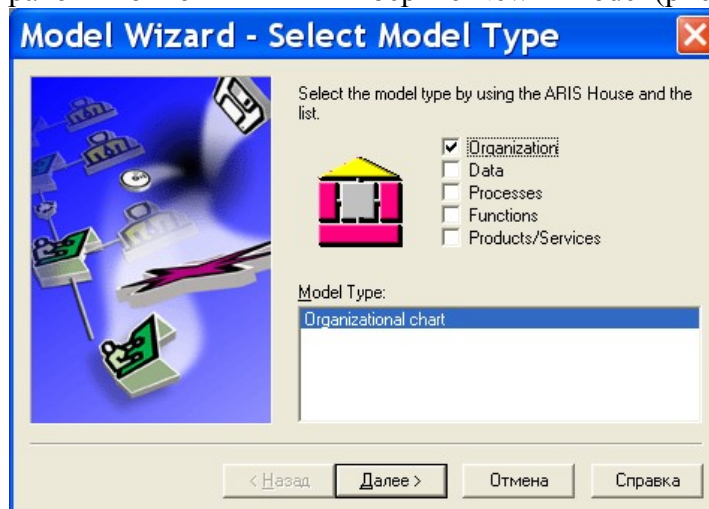 Model Wizard - Select Model Type
Select the model type by using the ARIS House and the
list.
Organization
Data
Processes
Functions
Products/Services
Model Type:
Organizational chart
< Назад
Далее >
Отмена
Справка